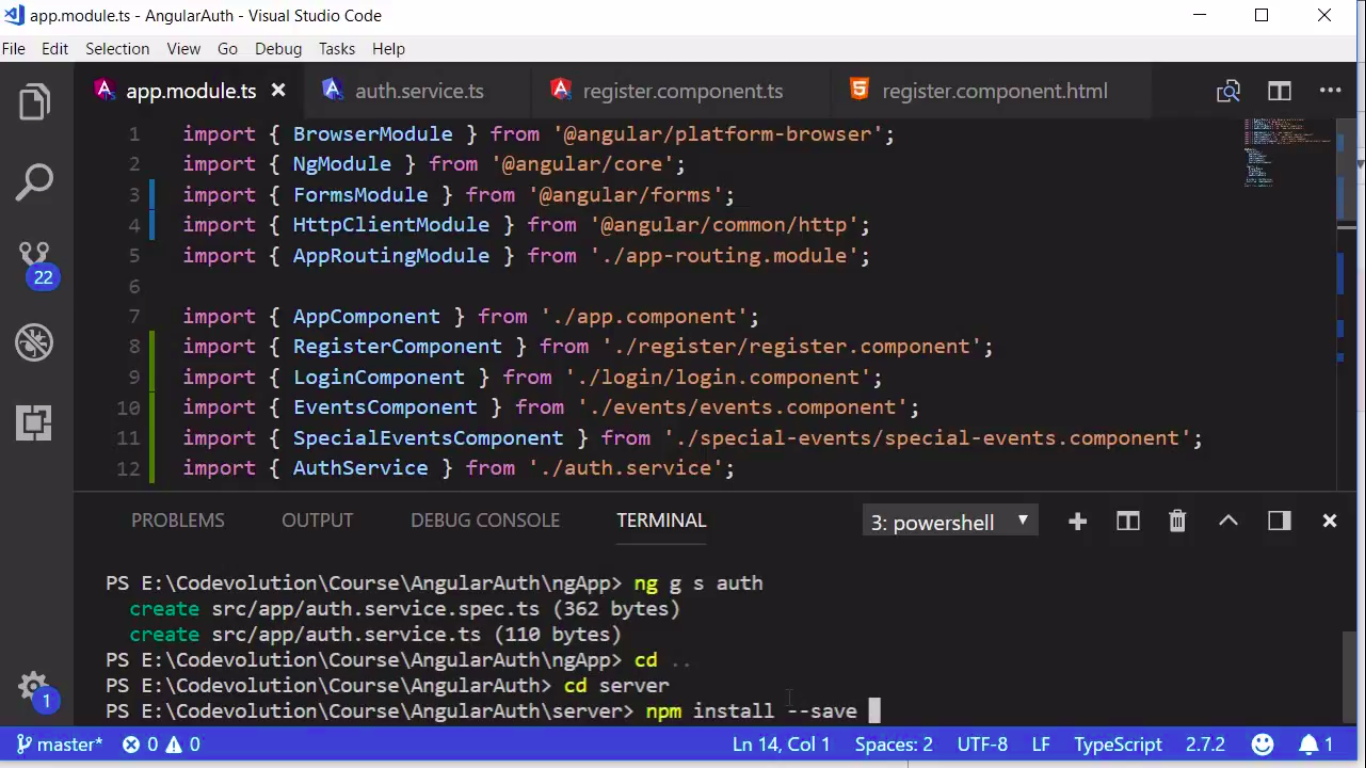 app.module.ts - AngularAuth - Visual Studio Code
File Edit Selection View Go Debug Tasks Help
app.module.ts auth.service.ts register.component.ts register.component.html
1 import { BrowserModule } from '@angular/platform-browser';
2 import { NgModule } from '@angular/core';
3 import { FormsModule } from '@angular/forms';
4 import { HttpClientModule } from '@angular/common/http';
5 import { AppRoutingModule } from './app-routing.module';
6
7 import { AppComponent } from './app.component';
8 import { RegisterComponent } from './register/register.component';
9 import { LoginComponent } from './login/login.component';
10 import { EventsComponent } from './events/events.component';
11 import { SpecialEventsComponent } from './special-events/special-events.component';
12 import { AuthService } from './auth.service';
22
1
PROBLEMS OUTPUT DEBUG CONSOLE TERMINAL 3: powershell
PS E:\Codevolution\Course\AngularAuth\ngApp> ng g s auth
create src/app/auth.service.spec.ts (362 bytes)
create src/app/auth.service.ts (110 bytes)
PS E:\Codevolution\Course\AngularAuth\ngApp> cd ..
PS E:\Codevolution\Course\AngularAuth> cd server
PS E:\Codevolution\Course\AngularAuth\server> npm install --save
master* 0 0 Ln 14, Col 1 Spaces: 2 UTF-8 LF TypeScript 2.7.2 1